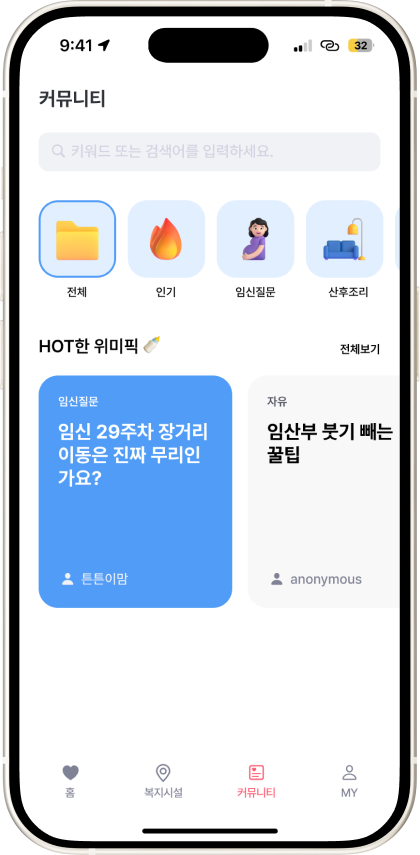 9:41
32
커뮤니티
키워드 또는 검색어를 입력하세요.
전체
인기
임신질문
산후조리
HOT한 위미픽
전체보기
임신질문
임신 29주차 장거리
이동은 진짜 무리인
가요?
튼튼이맘
자유
임산부 붓기 빼는
꿀팁
anonymous
홈
복지시설
커뮤니티
MY